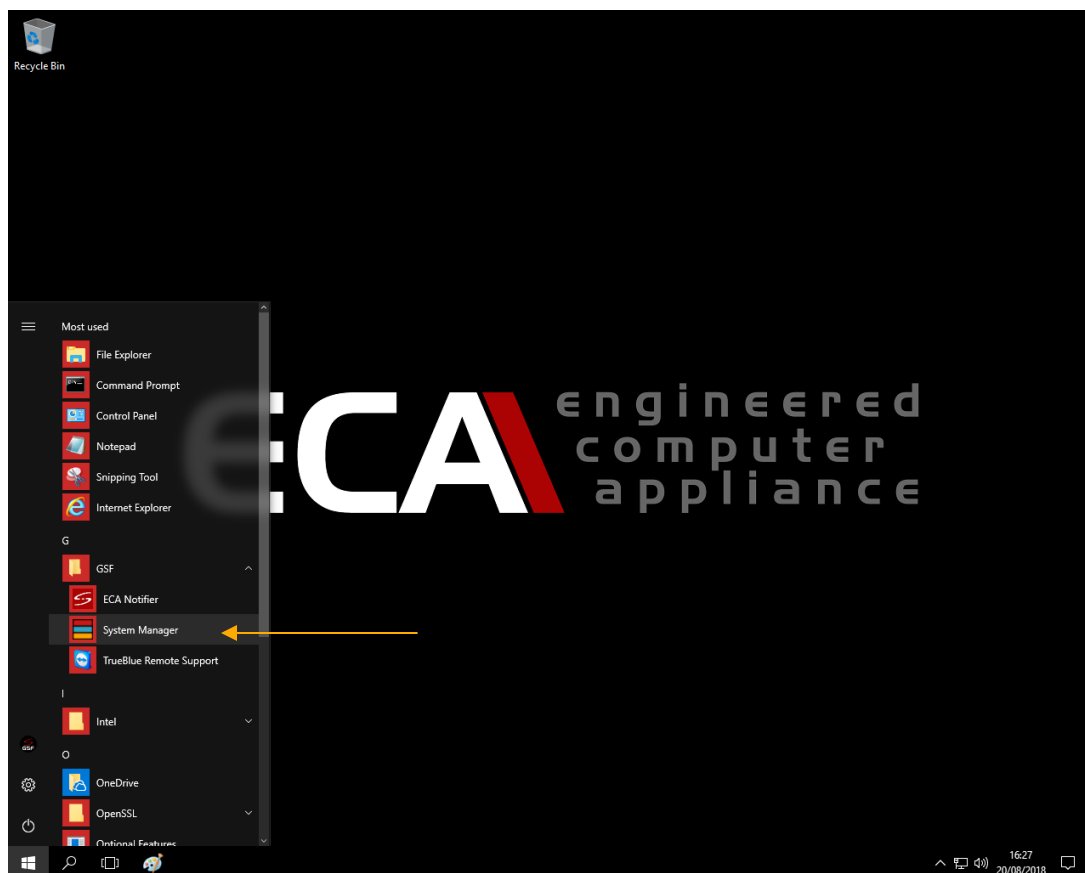 Recycle Bin
Most used
File Explorer
Command Prompt
Control Panel
Notepad
Snipping Tool
Internet Explorer
G
GSF
ECA Notifier
System Manager
TrueBlue Remote Support
I
Intel
O
OneDrive
OpenSSL
Optional Features
GSF
eCA
engineered
computer
appliance
16:27
20/08/2018